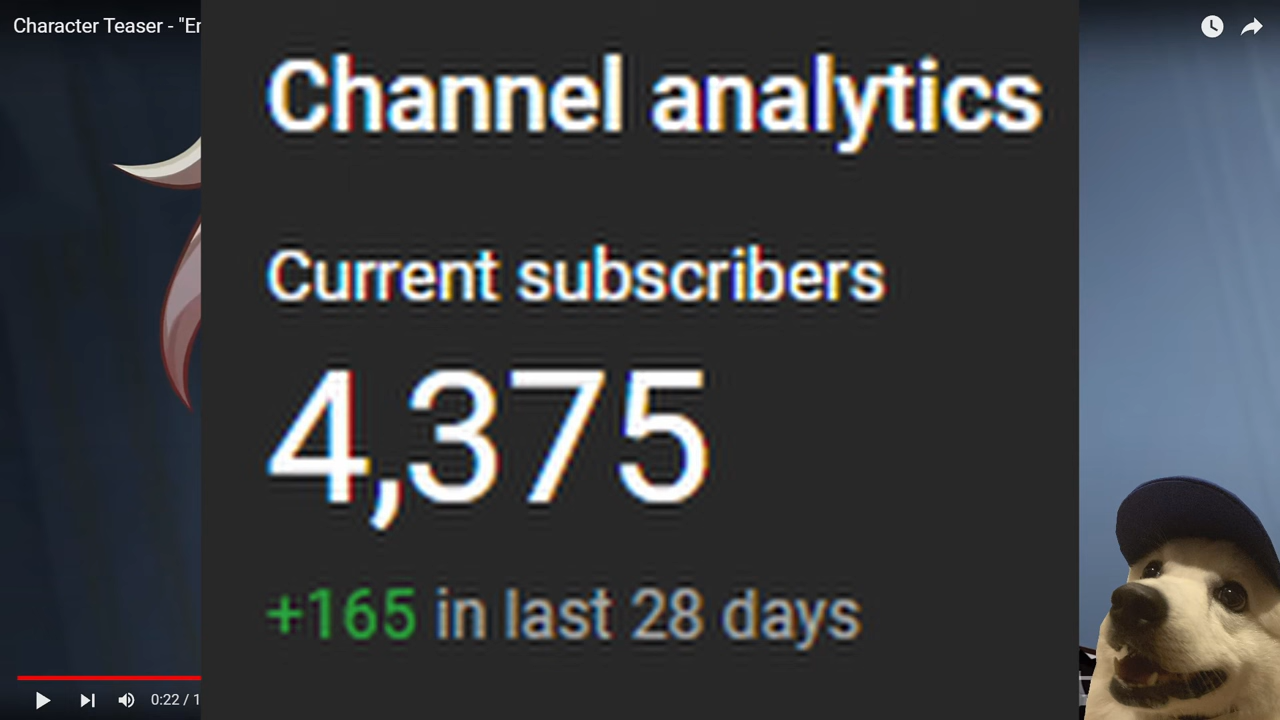 Character Teaser - "Er
Channel analytics
Current subscribers
4,375
+165 in last 28 days
0:22 / 1